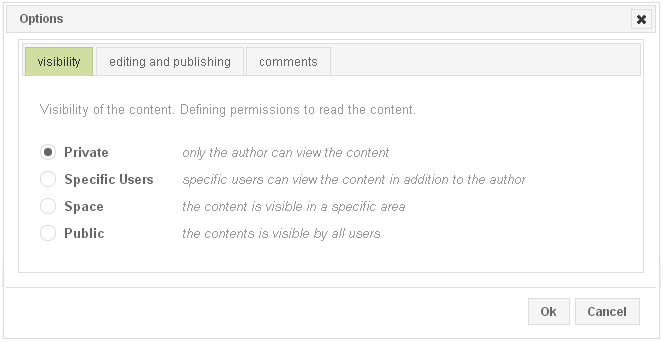 Options
visibility editing and publishing comments
Visibility of the content. Defining permissions to read the content.
Private only the author can view the content
Specific Users specific users can view the content in addition to the author
Space the content is visible in a specific area
Public the contents is visible by all users
Ok Cancel